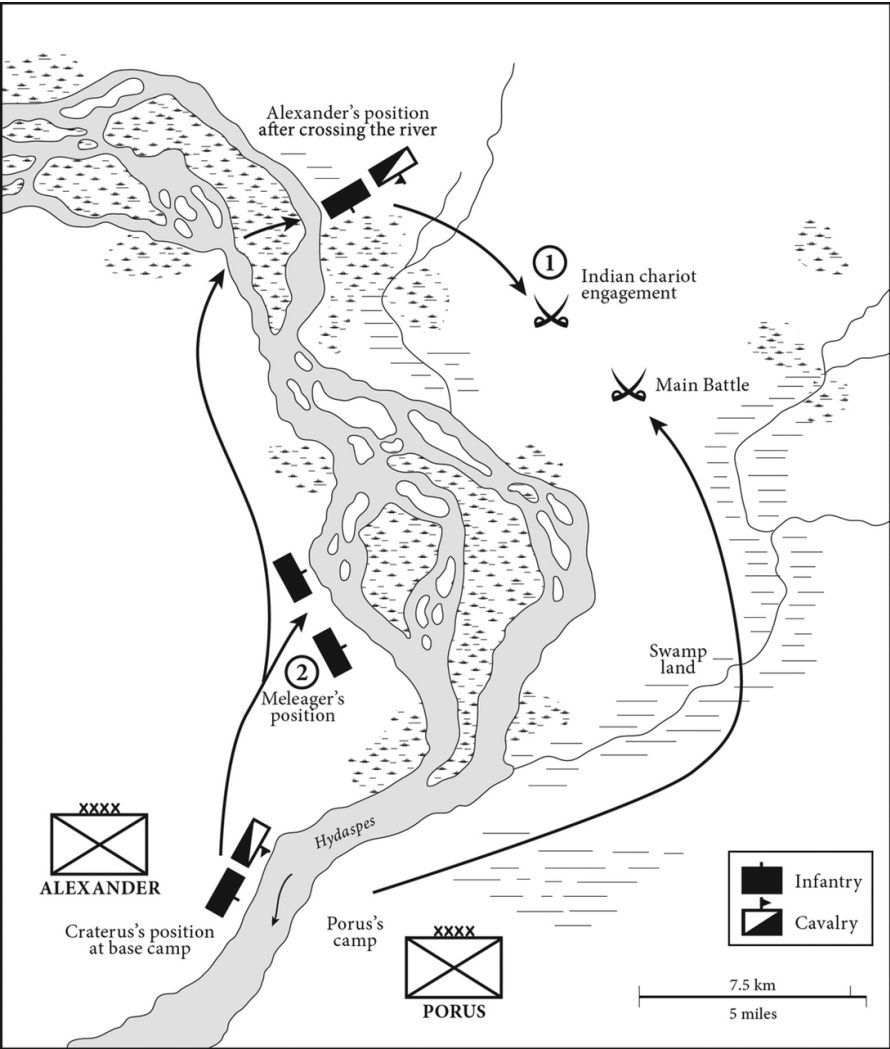 Alexander's position
after crossing the river
1
Indian chariot
engagement
Main Battle
Swamp
land
2
Meleager's
position
Hydaspes
XXXX
ALEXANDER
Craterus's position
at base camp
Porus's
camp
XXXX
PORUS
Infantry
Cavalry
7.5 km
5 miles